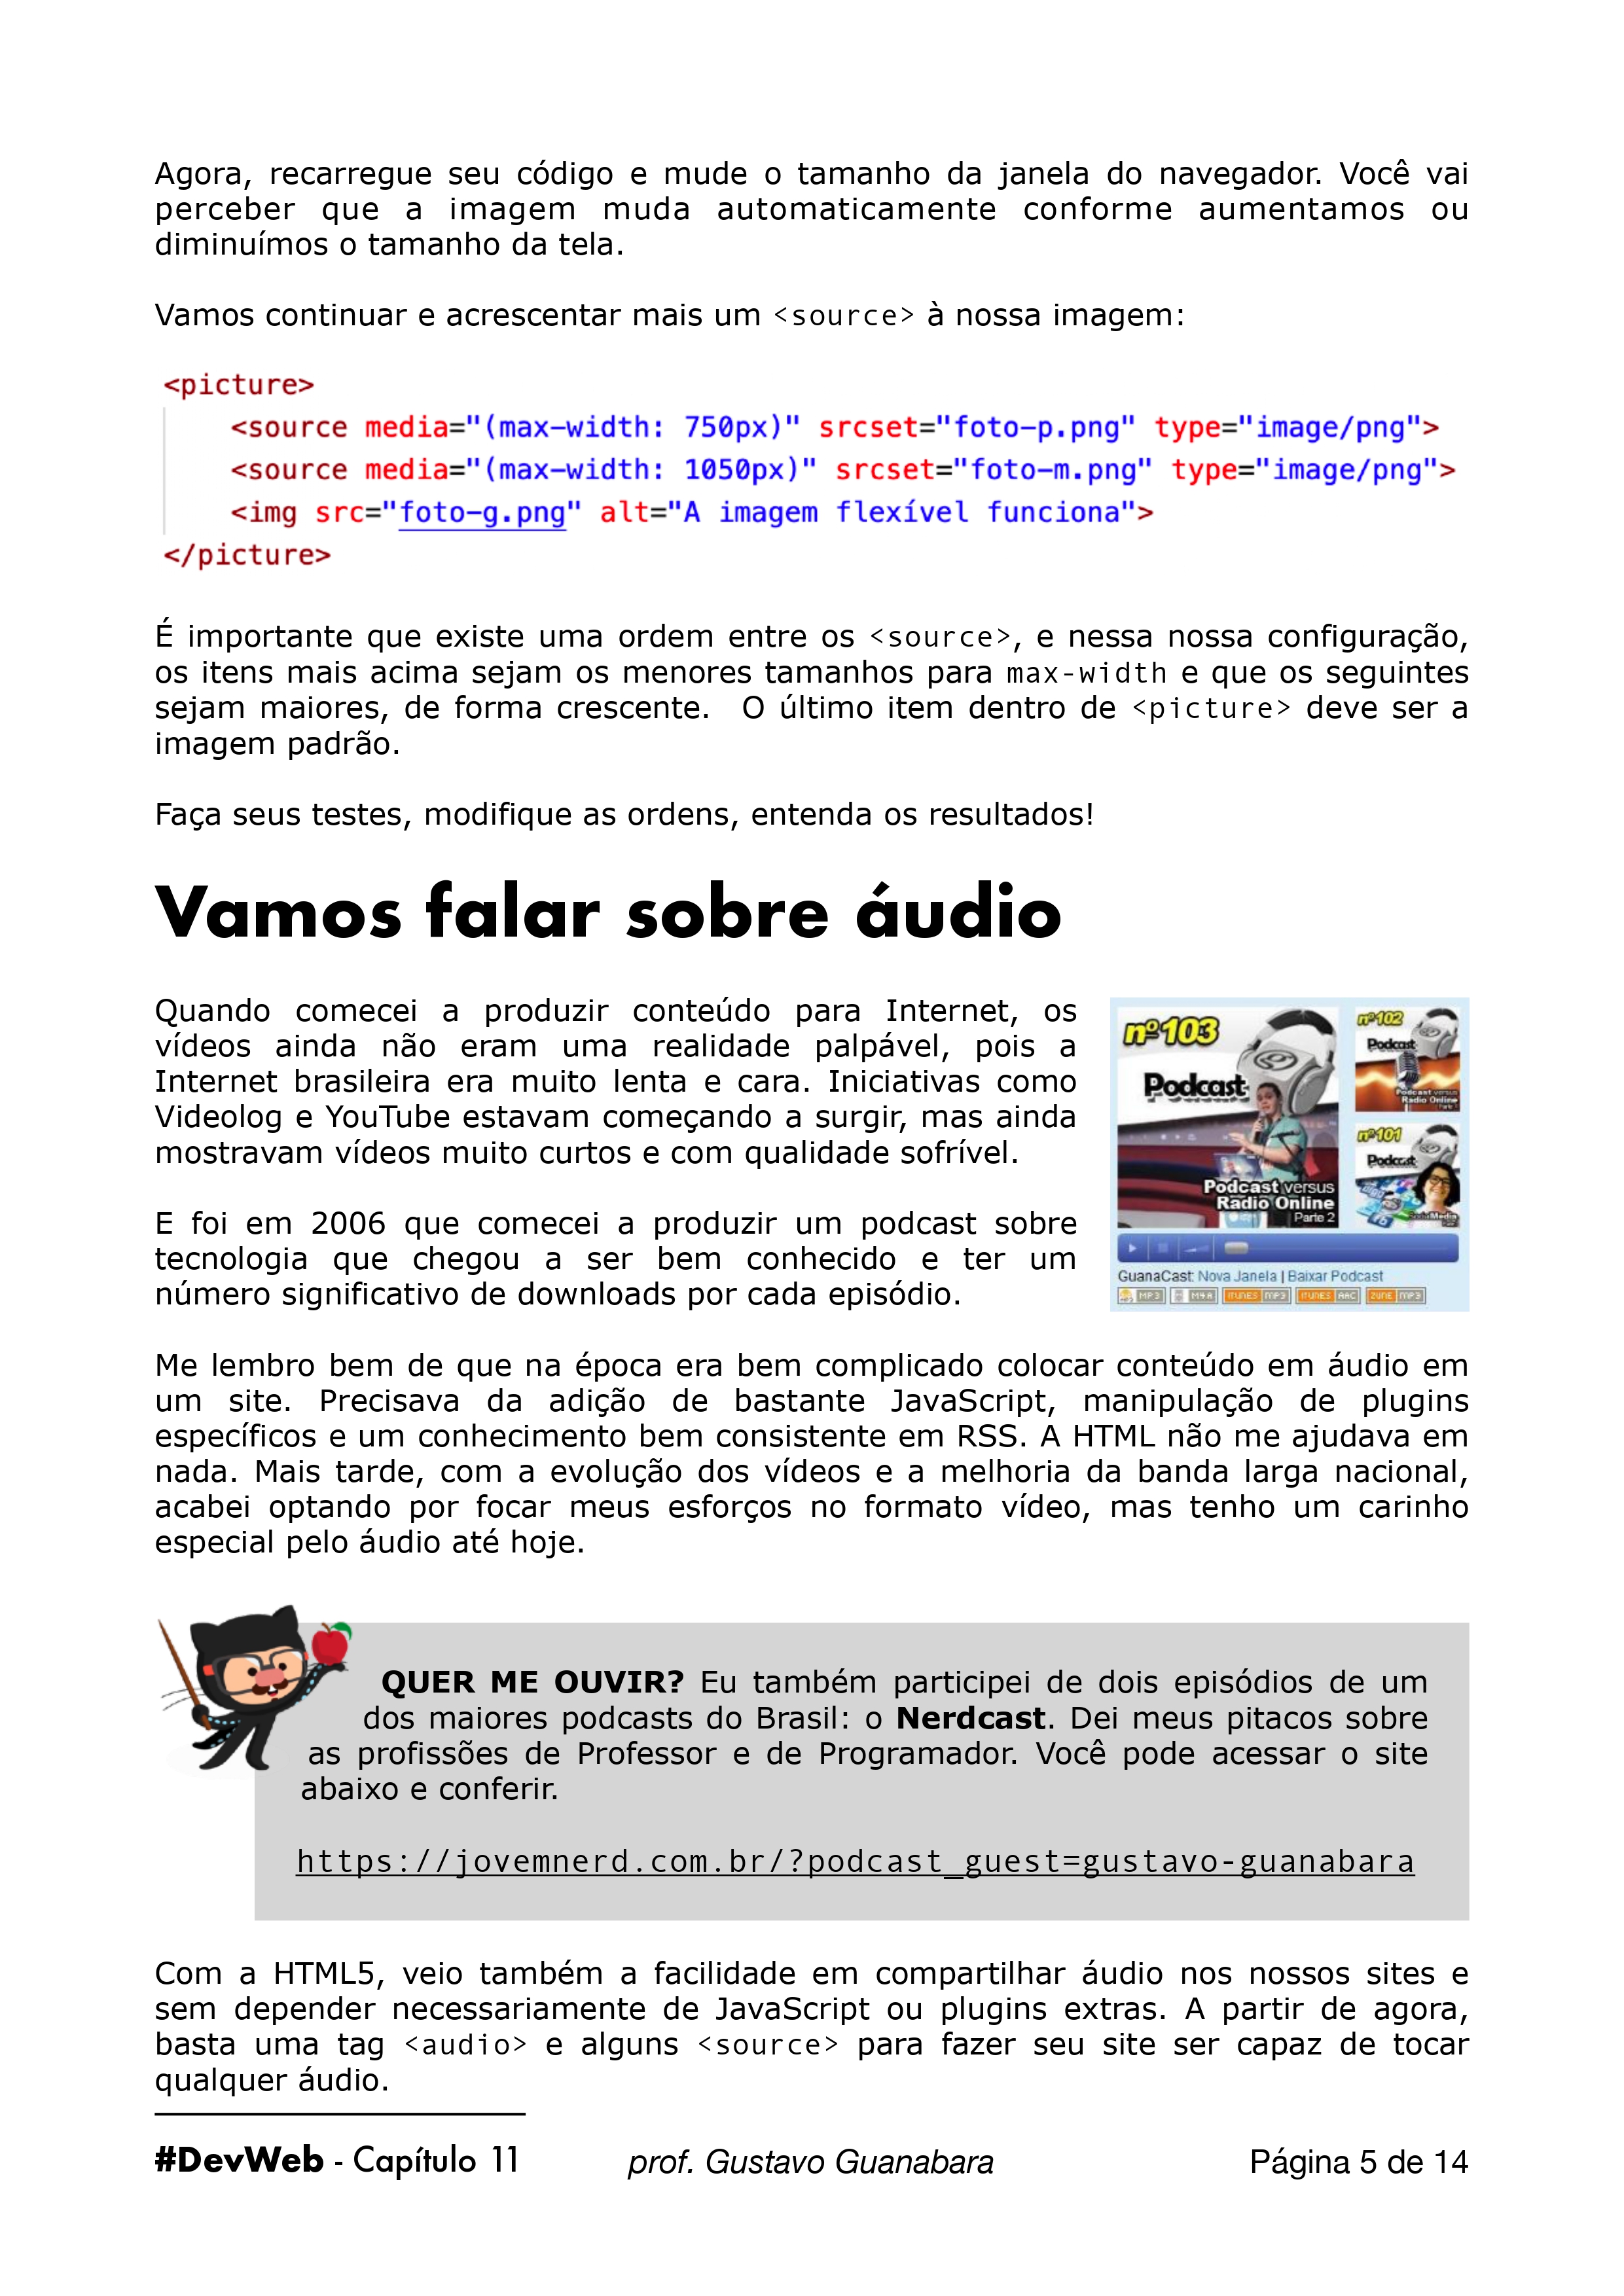 Agora, recarregue seu código e mude o tamanho da janela do navegador. Você vai
perceber que a imagem muda automaticamente conforme aumentamos ou
diminuímos o tamanho da tela.
Vamos continuar e acrescentar mais um <source> à nossa imagem:
<picture>
<source media="(max-width: 750px)" srcset="foto-p.png" type="image/png">
<source media="(max-width: 1050px)" srcset="foto-m.png" type="image/png">
<img src="foto-g.png" alt="A imagem flexível funciona">
</picture>
É importante que existe uma ordem entre os <source>, e nessa nossa configuração,
os itens mais acima sejam os menores tamanhos para max-width e que os seguintes
sejam maiores, de forma crescente. O último item dentro de <picture> deve ser a
imagem padrão.
Faça seus testes, modifique as ordens, entenda os resultados!
Vamos falar sobre áudio
Quando comecei a produzir conteúdo para Internet, os
vídeos ainda não eram uma realidade palpável, pois a
Internet brasileira era muito lenta e cara. Iniciativas como
Videolog e YouTube estavam começando a surgir, mas ainda
mostravam vídeos muito curtos e com qualidade sofrível.
E foi em 2006 que comecei a produzir um podcast sobre
tecnologia que chegou a ser bem conhecido e ter um
número significativo de downloads por cada episódio.
nº103
Podcast
Podcast versus
Radio Online
Parte 2
nº102
Podcast
Podcast versus
Radio Online
nº101
Podcast
GuanaCast: Nova Janela | Baixar Podcast
MP3 M4A ITUNES MP3 ITUNES AAC ZUNE MP3
Me lembro bem de que na época era bem complicado colocar conteúdo em áudio em
um site. Precisava da adição de bastante JavaScript, manipulação de plugins
específicos e um conhecimento bem consistente em RSS. A HTML não me ajudava em
nada. Mais tarde, com a evolução dos vídeos e a melhoria da banda larga nacional,
acabei optando por focar meus esforços no formato vídeo, mas tenho um carinho
especial pelo áudio até hoje.
QUER ME OUVIR? Eu também participei de dois episódios de um
dos maiores podcasts do Brasil: o Nerdcast. Dei meus pitacos sobre
as profissões de Professor e de Programador. Você pode acessar o site
abaixo e conferir.
https://jovemnerd.com.br/?podcast_guest=gustavo-guanabara
Com a HTML5, veio também a facilidade em compartilhar áudio nos nossos sites e
sem depender necessariamente de JavaScript ou plugins extras. A partir de agora,
basta uma tag <audio> e alguns <source> para fazer seu site ser capaz de tocar
qualquer áudio.
#DevWeb - Capítulo 11 prof. Gustavo Guanabara Página 5 de 14